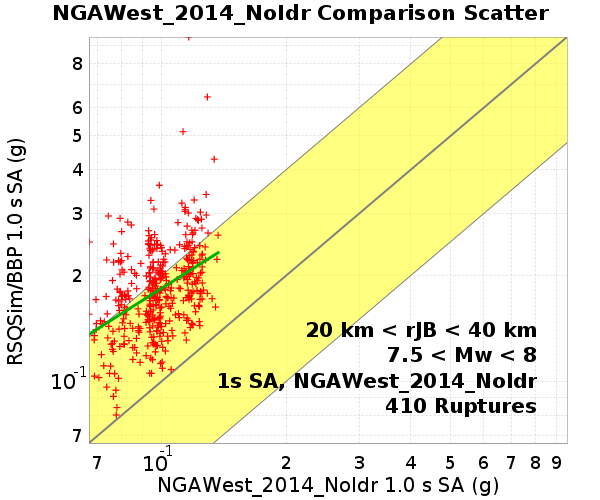 NGAWest_2014_NoIdr Comparison Scatter
RSQSim/BBP 1.0 s SA (g)
8
6
5
4
3
2
10-1
7
20 km < rJB < 40 km
7.5 < Mw < 8
1s SA, NGAWest_2014_NoIdr
410 Ruptures
7 10-1 2 3 4 5 6 7 8 9
NGAWest_2014_NoIdr 1.0 s SA (g)